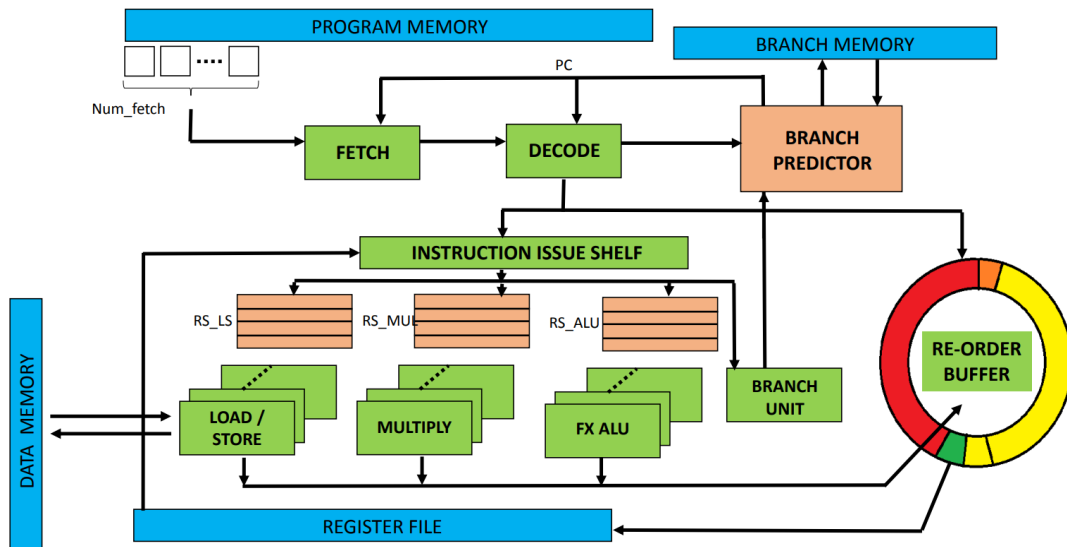 PROGRAM MEMORY
BRANCH MEMORY
PC
Num_fetch
FETCH
DECODE
BRANCH
PREDICTOR
INSTRUCTION ISSUE SHELF
RS_LS
RS_MUL
RS_ALU
RE-ORDER
BUFFER
LOAD /
STORE
MULTIPLY
FX ALU
BRANCH
UNIT
DATA MEMORY
REGISTER FILE